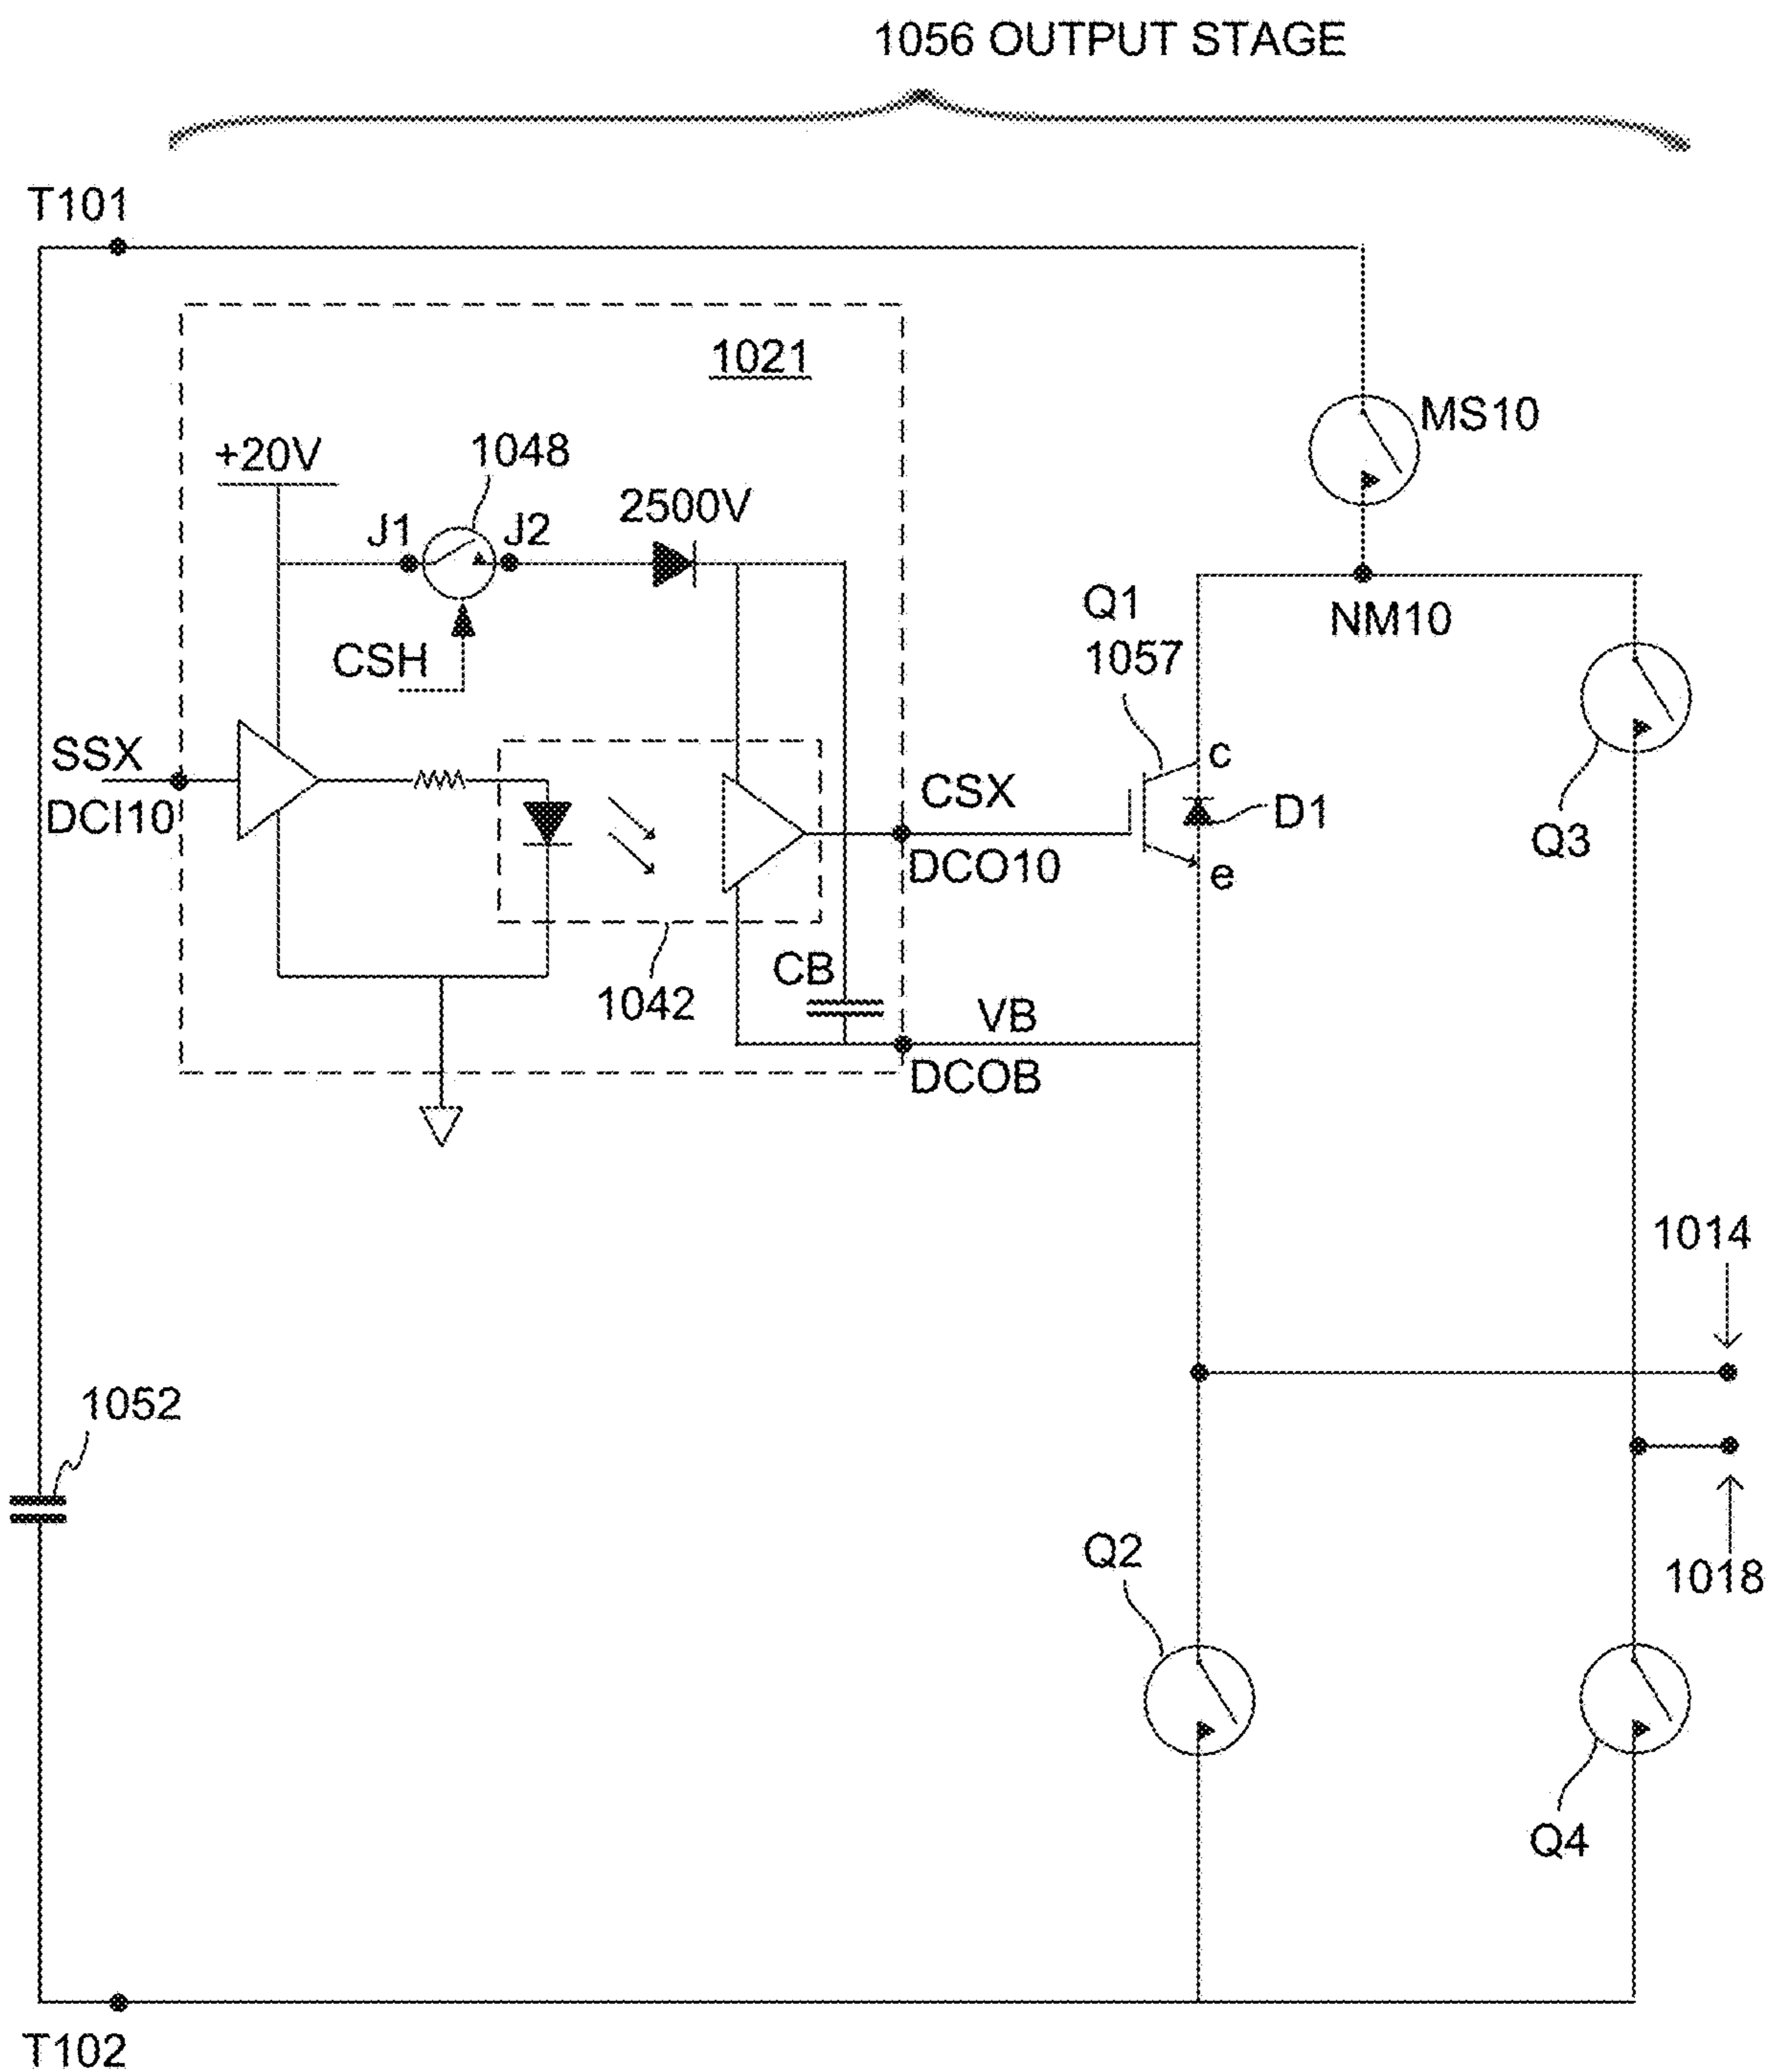 1056 OUTPUT STAGE
T101
1021
MS10
+20V
1048
J1
J2
2500V
Q1
NM10
1057
CSH
SSX
c
CSX
D1
DCI10
Q3
DCO10
e
CB
1042
VB
DCOB
1014
1052
Q2
1018
Q4
T102